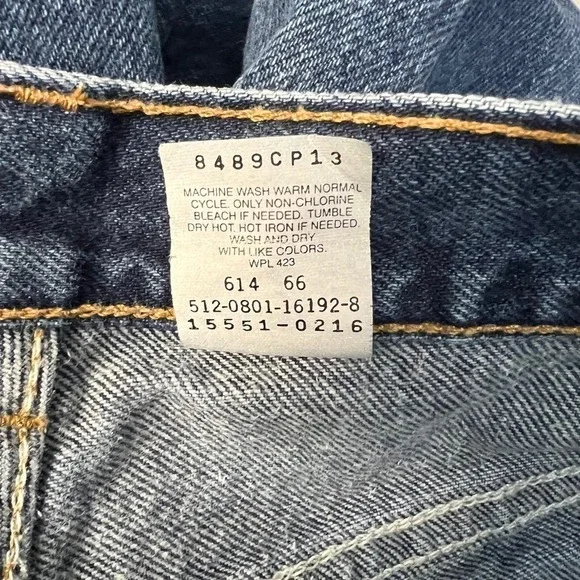 8489CP13
MACHINE WASH WARM NORMAL
CYCLE. ONLY NON-CHLORINE
BLEACH IF NEEDED. TUMBLE
DRY HOT. HOT IRON IF NEEDED.
WASH AND DRY
WITH LIKE COLORS.
WPL 423
614 66
512-0801-16192-8
15551-0216